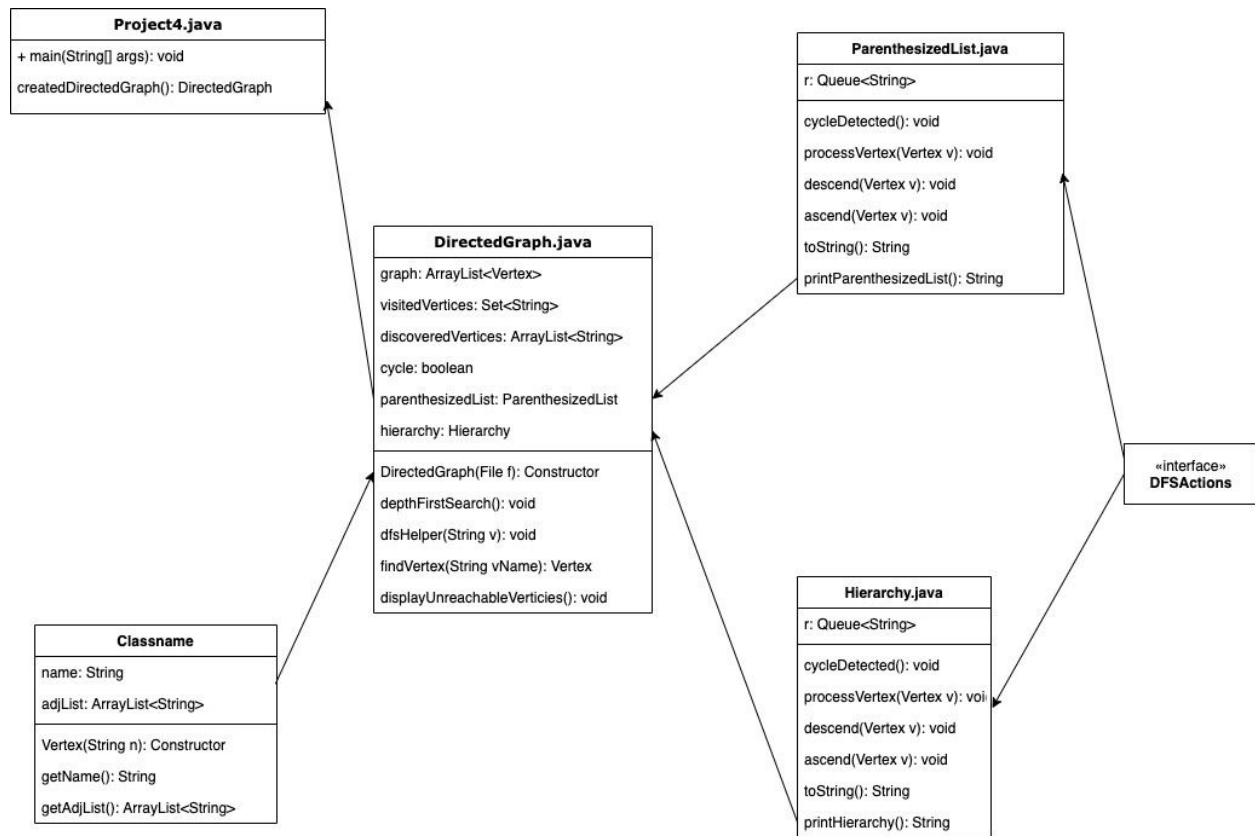 Project4.java
+ main(String[] args): void
createdDirectedGraph(): DirectedGraph
ParenthesizedList.java
r: Queue<String>
cycleDetected(): void
processVertex(Vertex v): void
descend(Vertex v): void
ascend(Vertex v): void
toString(): String
printParenthesizedList(): String
DirectedGraph.java
graph: ArrayList<Vertex>
visitedVertices: Set<String>
discoveredVertices: ArrayList<String>
cycle: boolean
parenthesizedList: ParenthesizedList
hierarchy: Hierarchy
DirectedGraph(File f): Constructor
depthFirstSearch(): void
dfsHelper(String v): void
findVertex(String vName): Vertex
displayUnreachableVerticies(): void
«interface»
DFSActions
Classname
name: String
adjList: ArrayList<String>
Vertex(String n): Constructor
getName(): String
getAdjList(): ArrayList<String>
Hierarchy.java
r: Queue<String>
cycleDetected(): void
processVertex(Vertex v): voi
descend(Vertex v): void
ascend(Vertex v): void
toString(): String
printHierarchy(): String